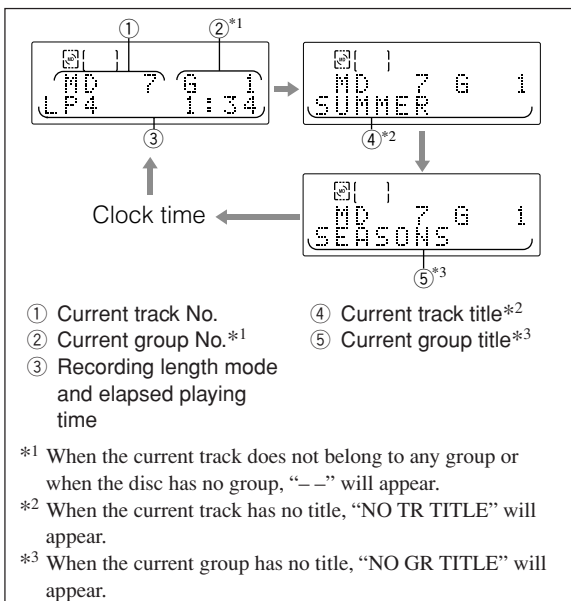 ① ②*1
MD 7 G 1
LP4 1:34
③
MD 7 G 1
SUMMER
④*2
MD 7 G 1
SEASONS
⑤*3
Clock time
① Current track No.
② Current group No.*1
③ Recording length mode
and elapsed playing
time
④ Current track title*2
⑤ Current group title*3
*1 When the current track does not belong to any group or
when the disc has no group, “– –” will appear.
*2 When the current track has no title, “NO TR TITLE” will
appear.
*3 When the current group has no title, “NO GR TITLE” will
appear.